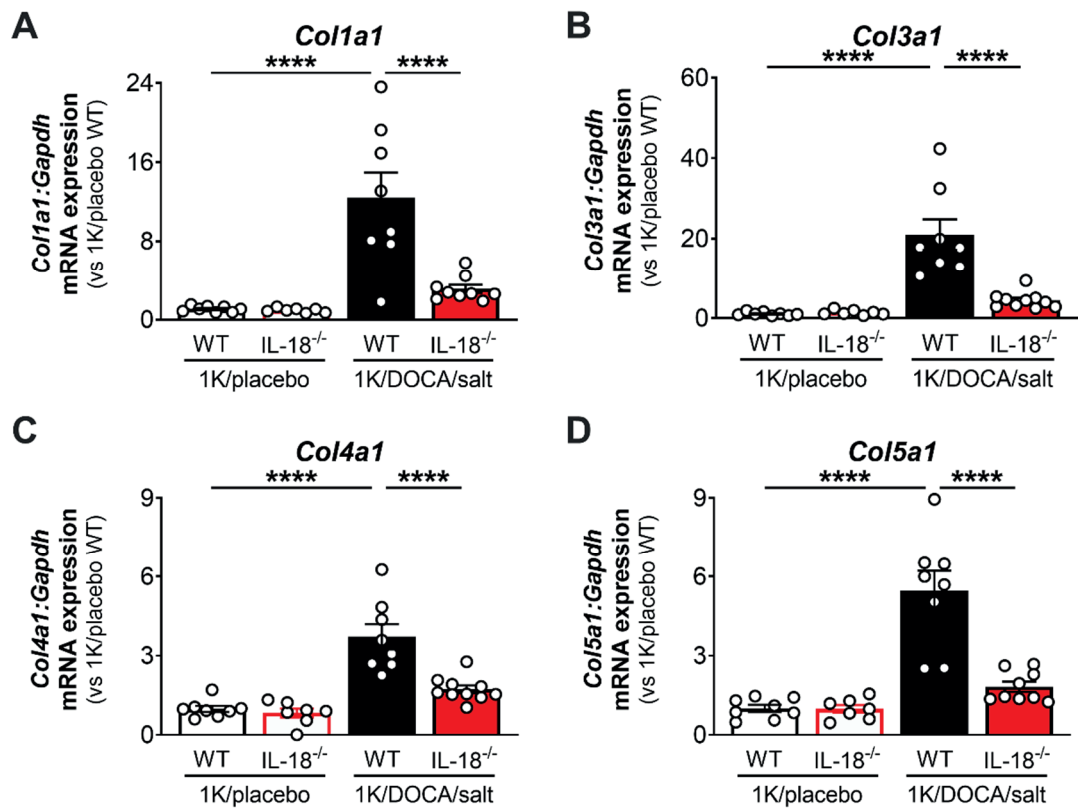 A
Col1a1
**** ****
Col1a1:Gapdh
mRNA expression
(vs 1K/placebo WT)
24
16
8
0
WT IL-18-/- WT IL-18-/-
1K/placebo 1K/DOCA/salt
B
Col3a1
**** ****
Col3a1:Gapdh
mRNA expression
(vs 1K/placebo WT)
60
40
20
0
WT IL-18-/- WT IL-18-/-
1K/placebo 1K/DOCA/salt
C
Col4a1
**** ****
Col4a1:Gapdh
mRNA expression
(vs 1K/placebo WT)
9
6
3
0
WT IL-18-/- WT IL-18-/-
1K/placebo 1K/DOCA/salt
D
Col5a1
**** ****
Col5a1:Gapdh
mRNA expression
(vs 1K/placebo WT)
9
6
3
0
WT IL-18-/- WT IL-18-/-
1K/placebo 1K/DOCA/salt